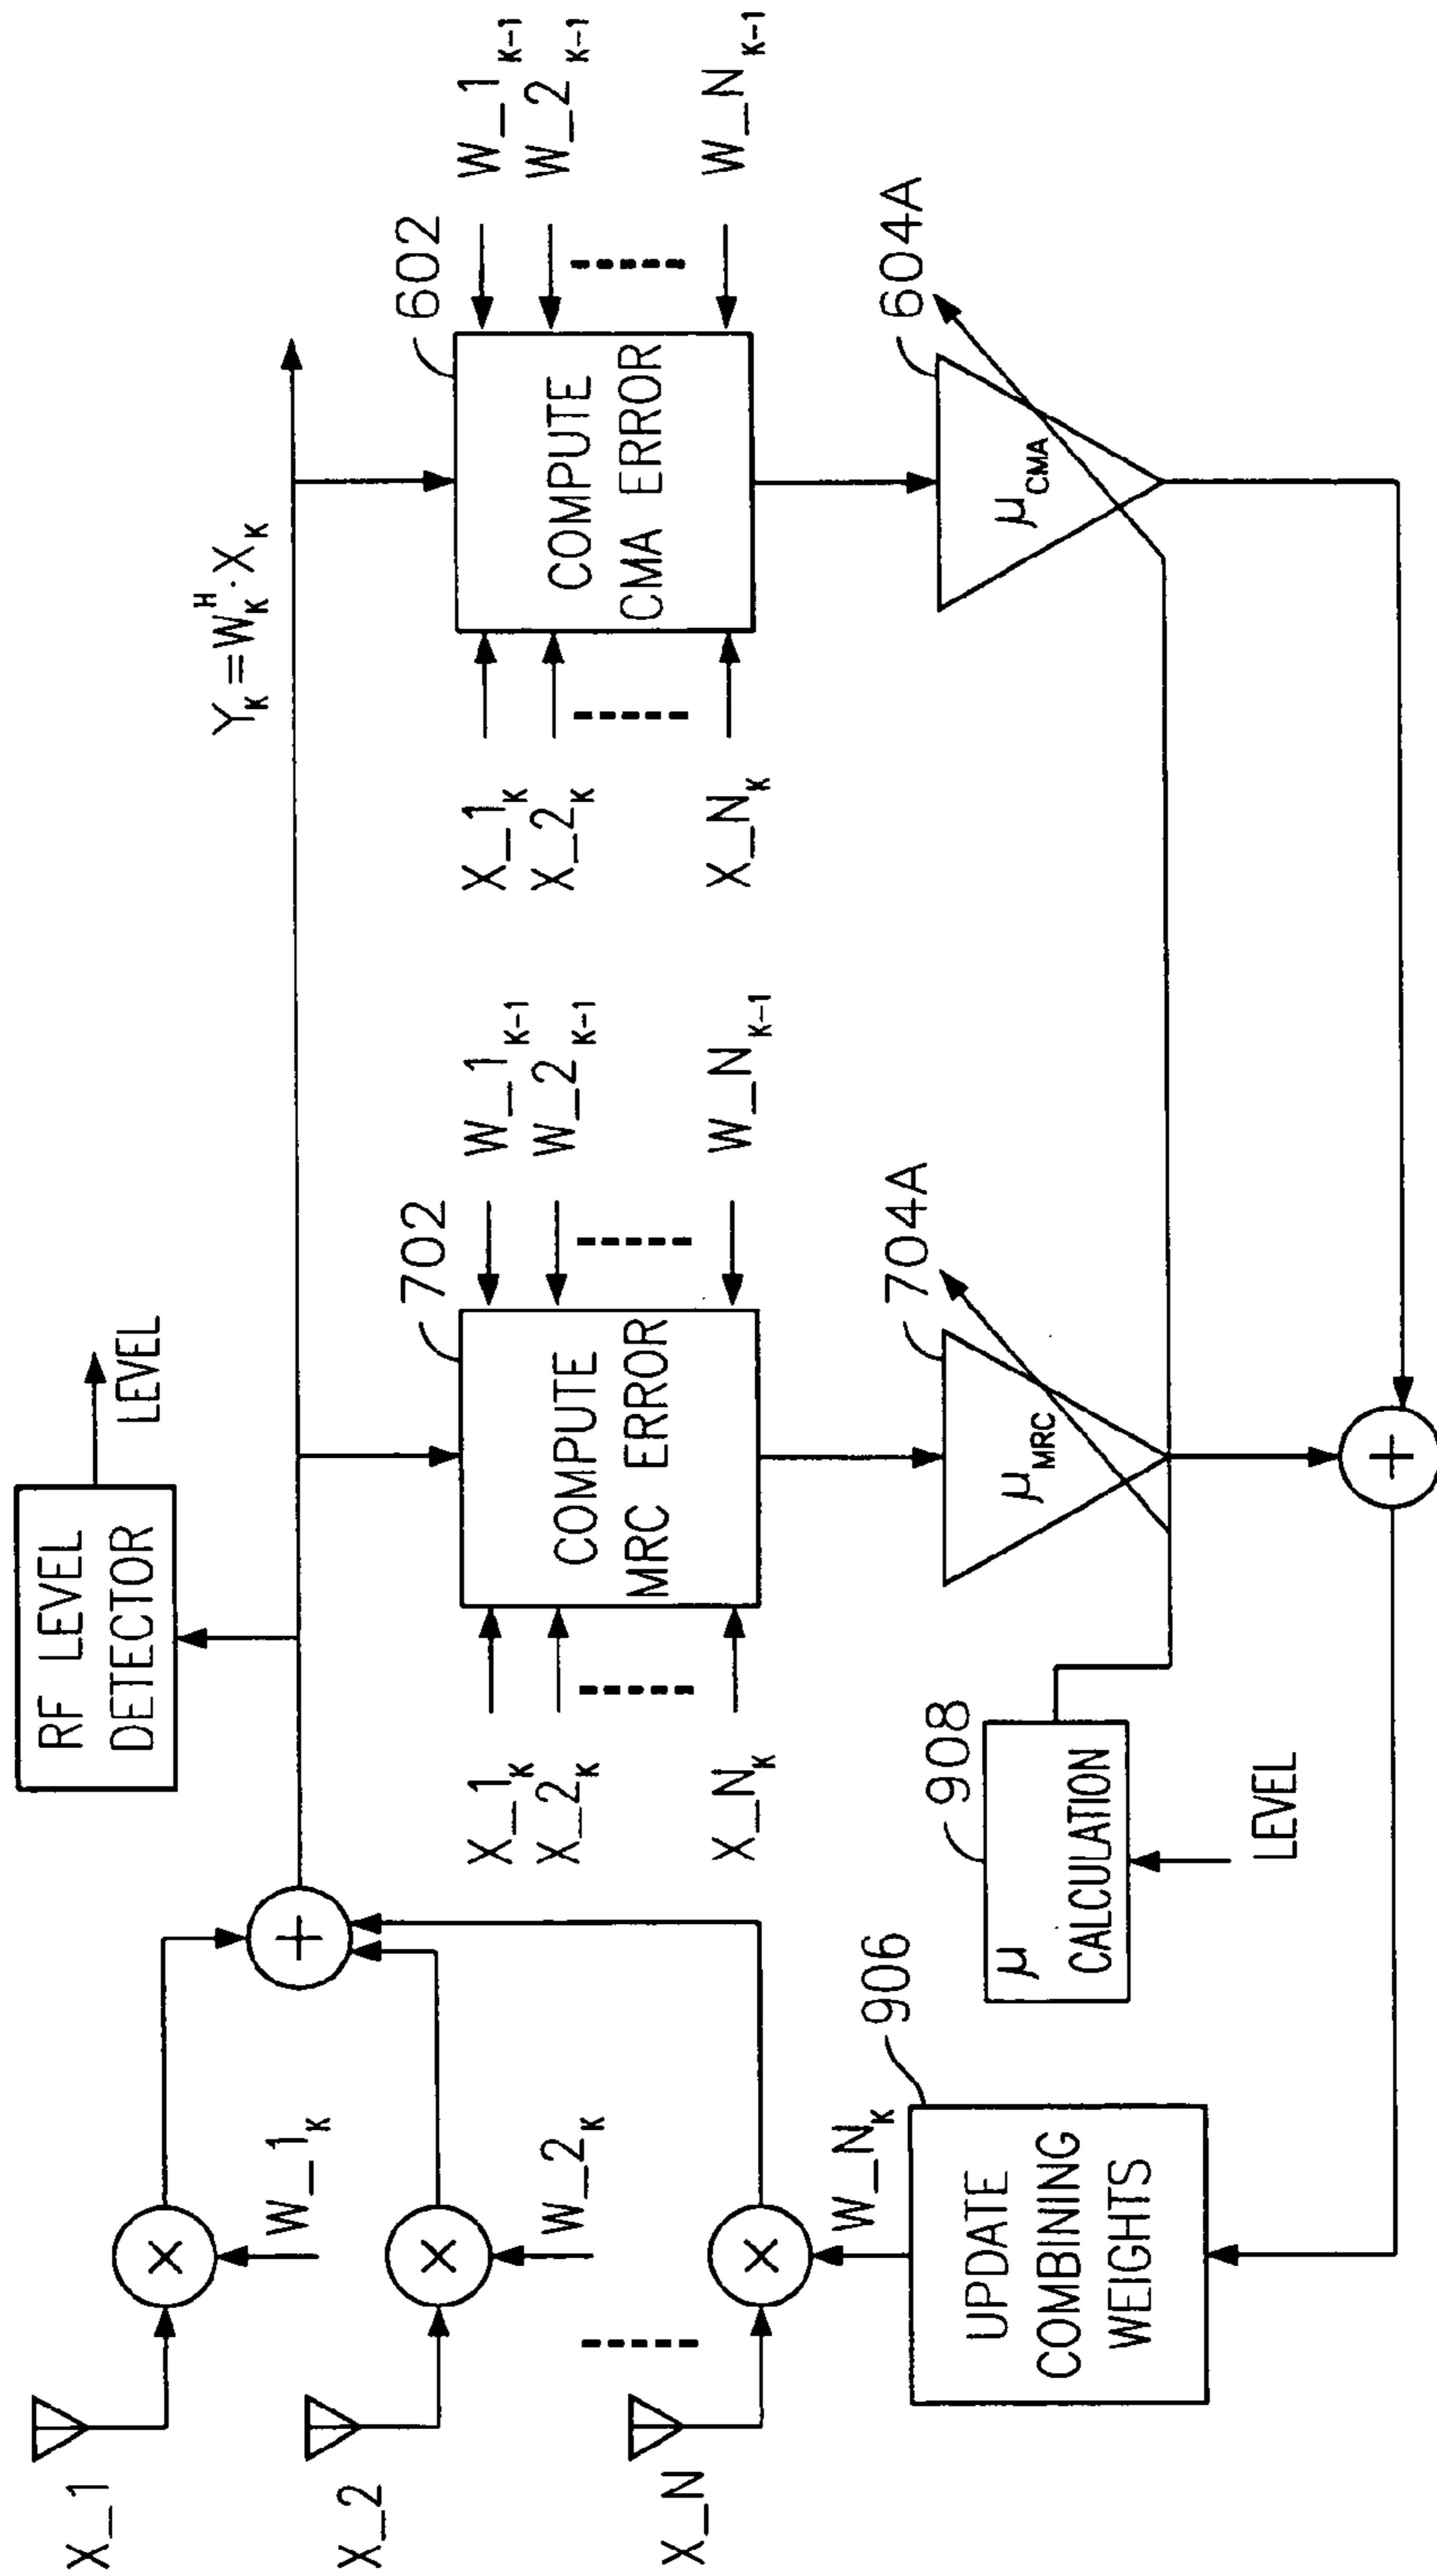 RF LEVEL
DETECTOR
LEVEL
Y_K=W_K^H·X_K
X_1
W_1_K
X_2
W_2_K
X_N
W_N_K
X_1_K
X_2_K
X_N_K
702
COMPUTE
MRC ERROR
W_1_K-1
W_2_K-1
W_N_K-1
X_1_K
X_2_K
X_N_K
602
COMPUTE
CMA ERROR
W_1_K-1
W_2_K-1
W_N_K-1
906
UPDATE
COMBINING
WEIGHTS
908
μ
CALCULATION
LEVEL
704A
μ_MRC
604A
μ_CMA